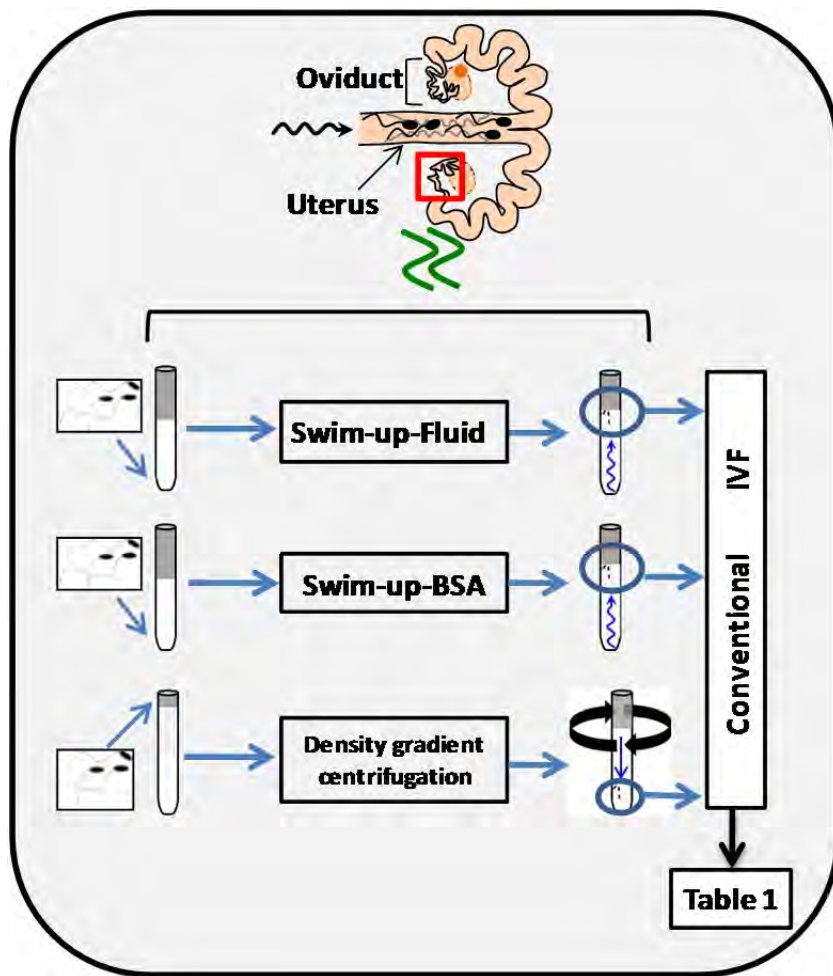 Oviduct
Uterus
Swim-up-Fluid
Swim-up-BSA
Density gradient
centrifugation
Conventional IVF
Table 1